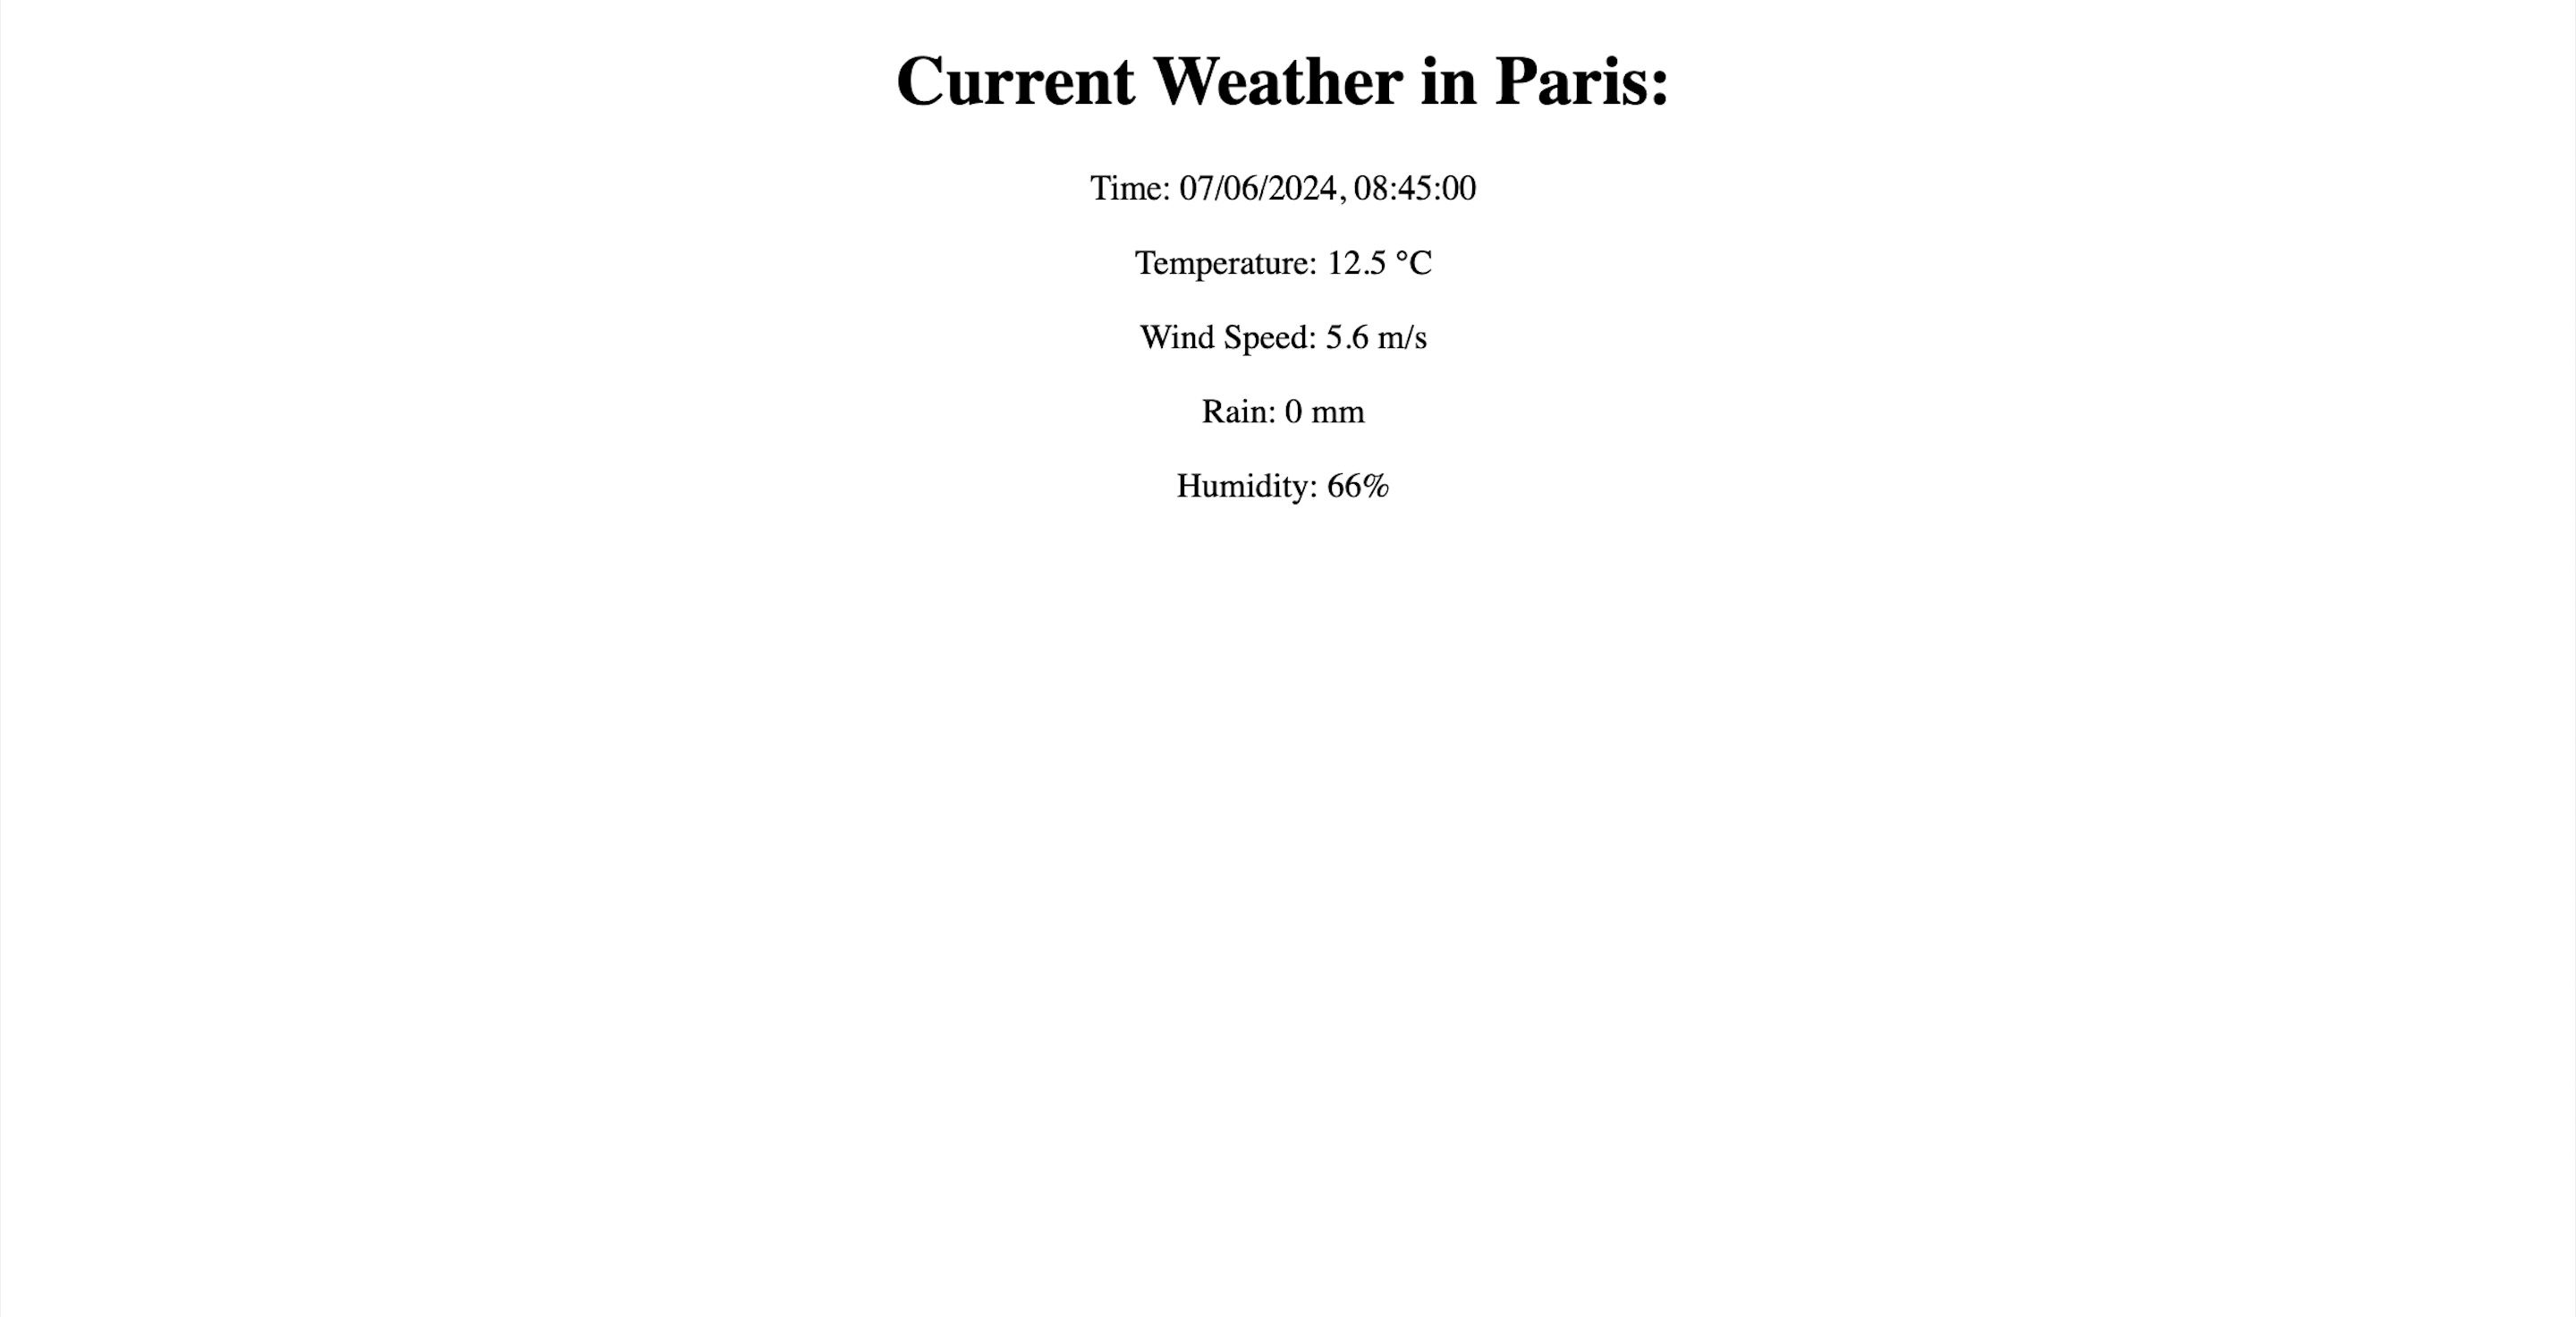 Current Weather in Paris:
Time: 07/06/2024, 08:45:00
Temperature: 12.5 °C
Wind Speed: 5.6 m/s
Rain: 0 mm
Humidity: 66%